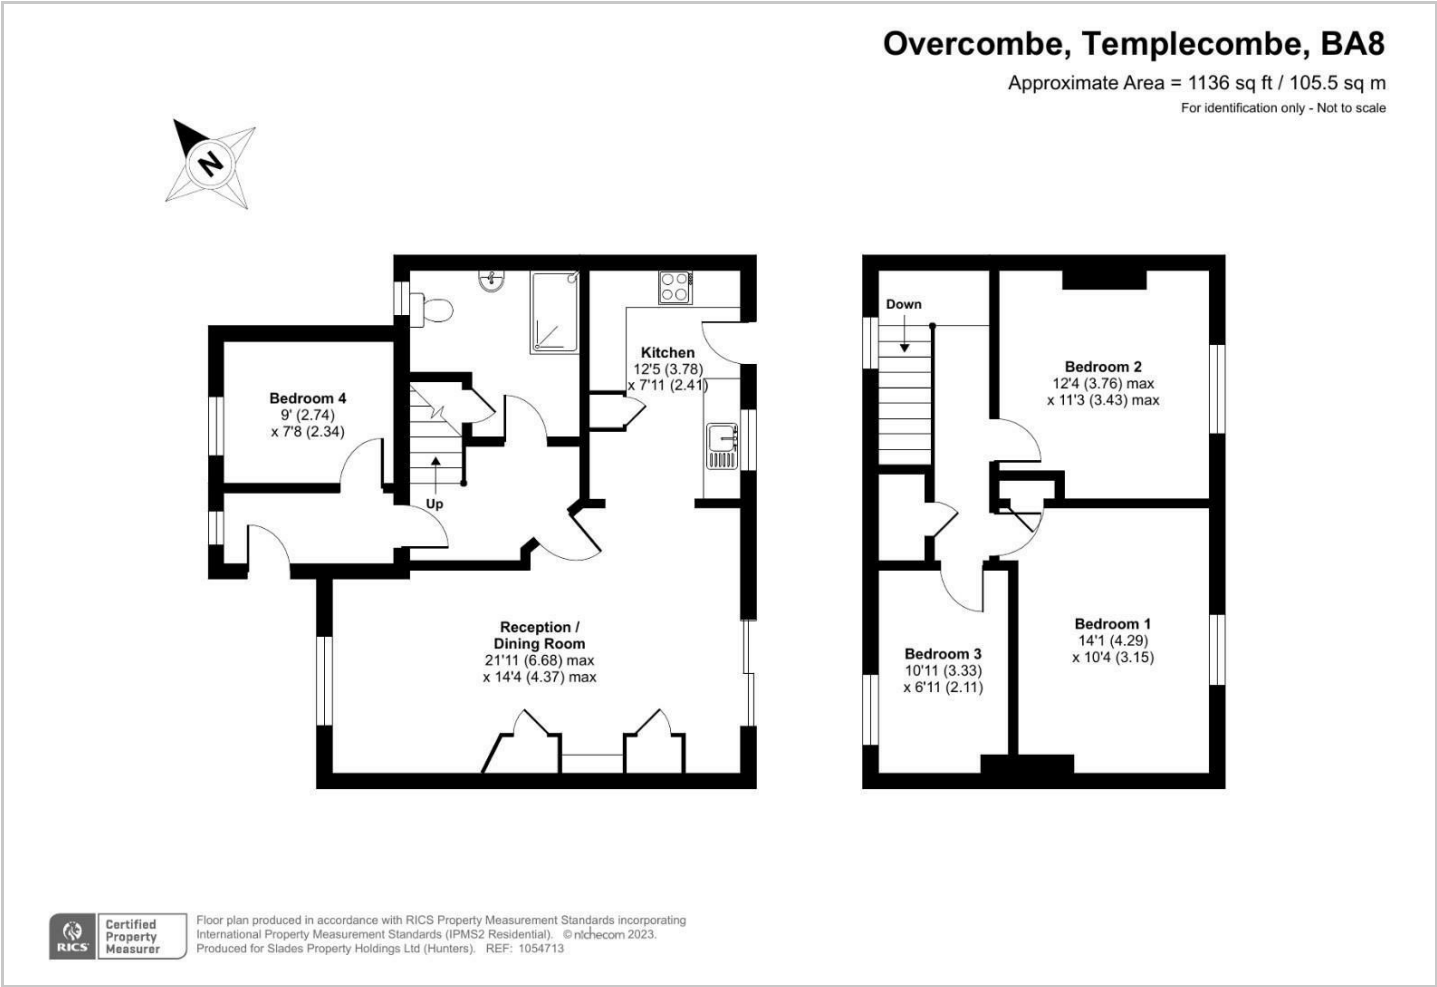 Overcombe, Templecombe, BA8
Approximate Area = 1136 sq ft / 105.5 sq m
For identification only - Not to scale
N
Bedroom 4
9' (2.74)
x 7'8 (2.34)
Up
Kitchen
12'5 (3.78)
x 7'11 (2.41)
Reception /
Dining Room
21'11 (6.68) max
x 14'4 (4.37) max
Down
Bedroom 2
12'4 (3.76) max
x 11'3 (3.43) max
Bedroom 1
14'1 (4.29)
x 10'4 (3.15)
Bedroom 3
10'11 (3.33)
x 6'11 (2.11)
RICS
Certified
Property
Measurer
Floor plan produced in accordance with RICS Property Measurement Standards incorporating
International Property Measurement Standards (IPMS2 Residential). © nichecom 2023.
Produced for Slades Property Holdings Ltd (Hunters). REF: 1054713